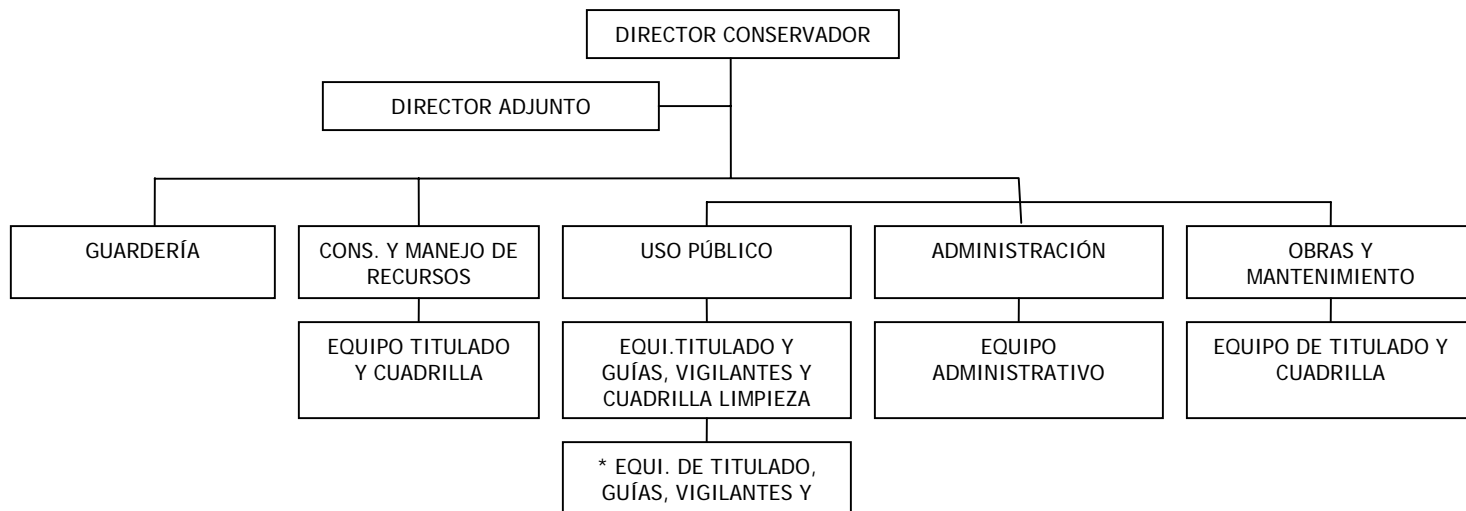 DIRECTOR CONSERVADOR
DIRECTOR ADJUNTO
GUARDERÍA
CONS. Y MANEJO DE
RECURSOS
USO PÚBLICO
ADMINISTRACIÓN
OBRAS Y
MANTENIMIENTO
EQUIPO TITULADO
Y CUADRILLA
EQUI.TITULADO Y
GUÍAS, VIGILANTES Y
CUADRILLA LIMPIEZA
EQUIPO
ADMINISTRATIVO
EQUIPO DE TITULADO Y
CUADRILLA
* EQUI. DE TITULADO,
GUÍAS, VIGILANTES Y